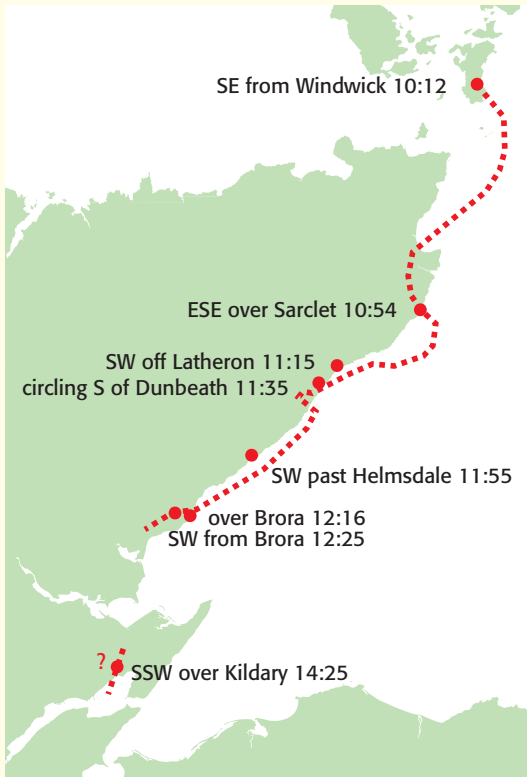 SE from Windwick 10:12
ESE over Sarclet 10:54
SW off Latheron 11:15
circling S of Dunbeath 11:35
SW past Helmsdale 11:55
over Brora 12:16
SW from Brora 12:25
?
SSW over Kildary 14:25